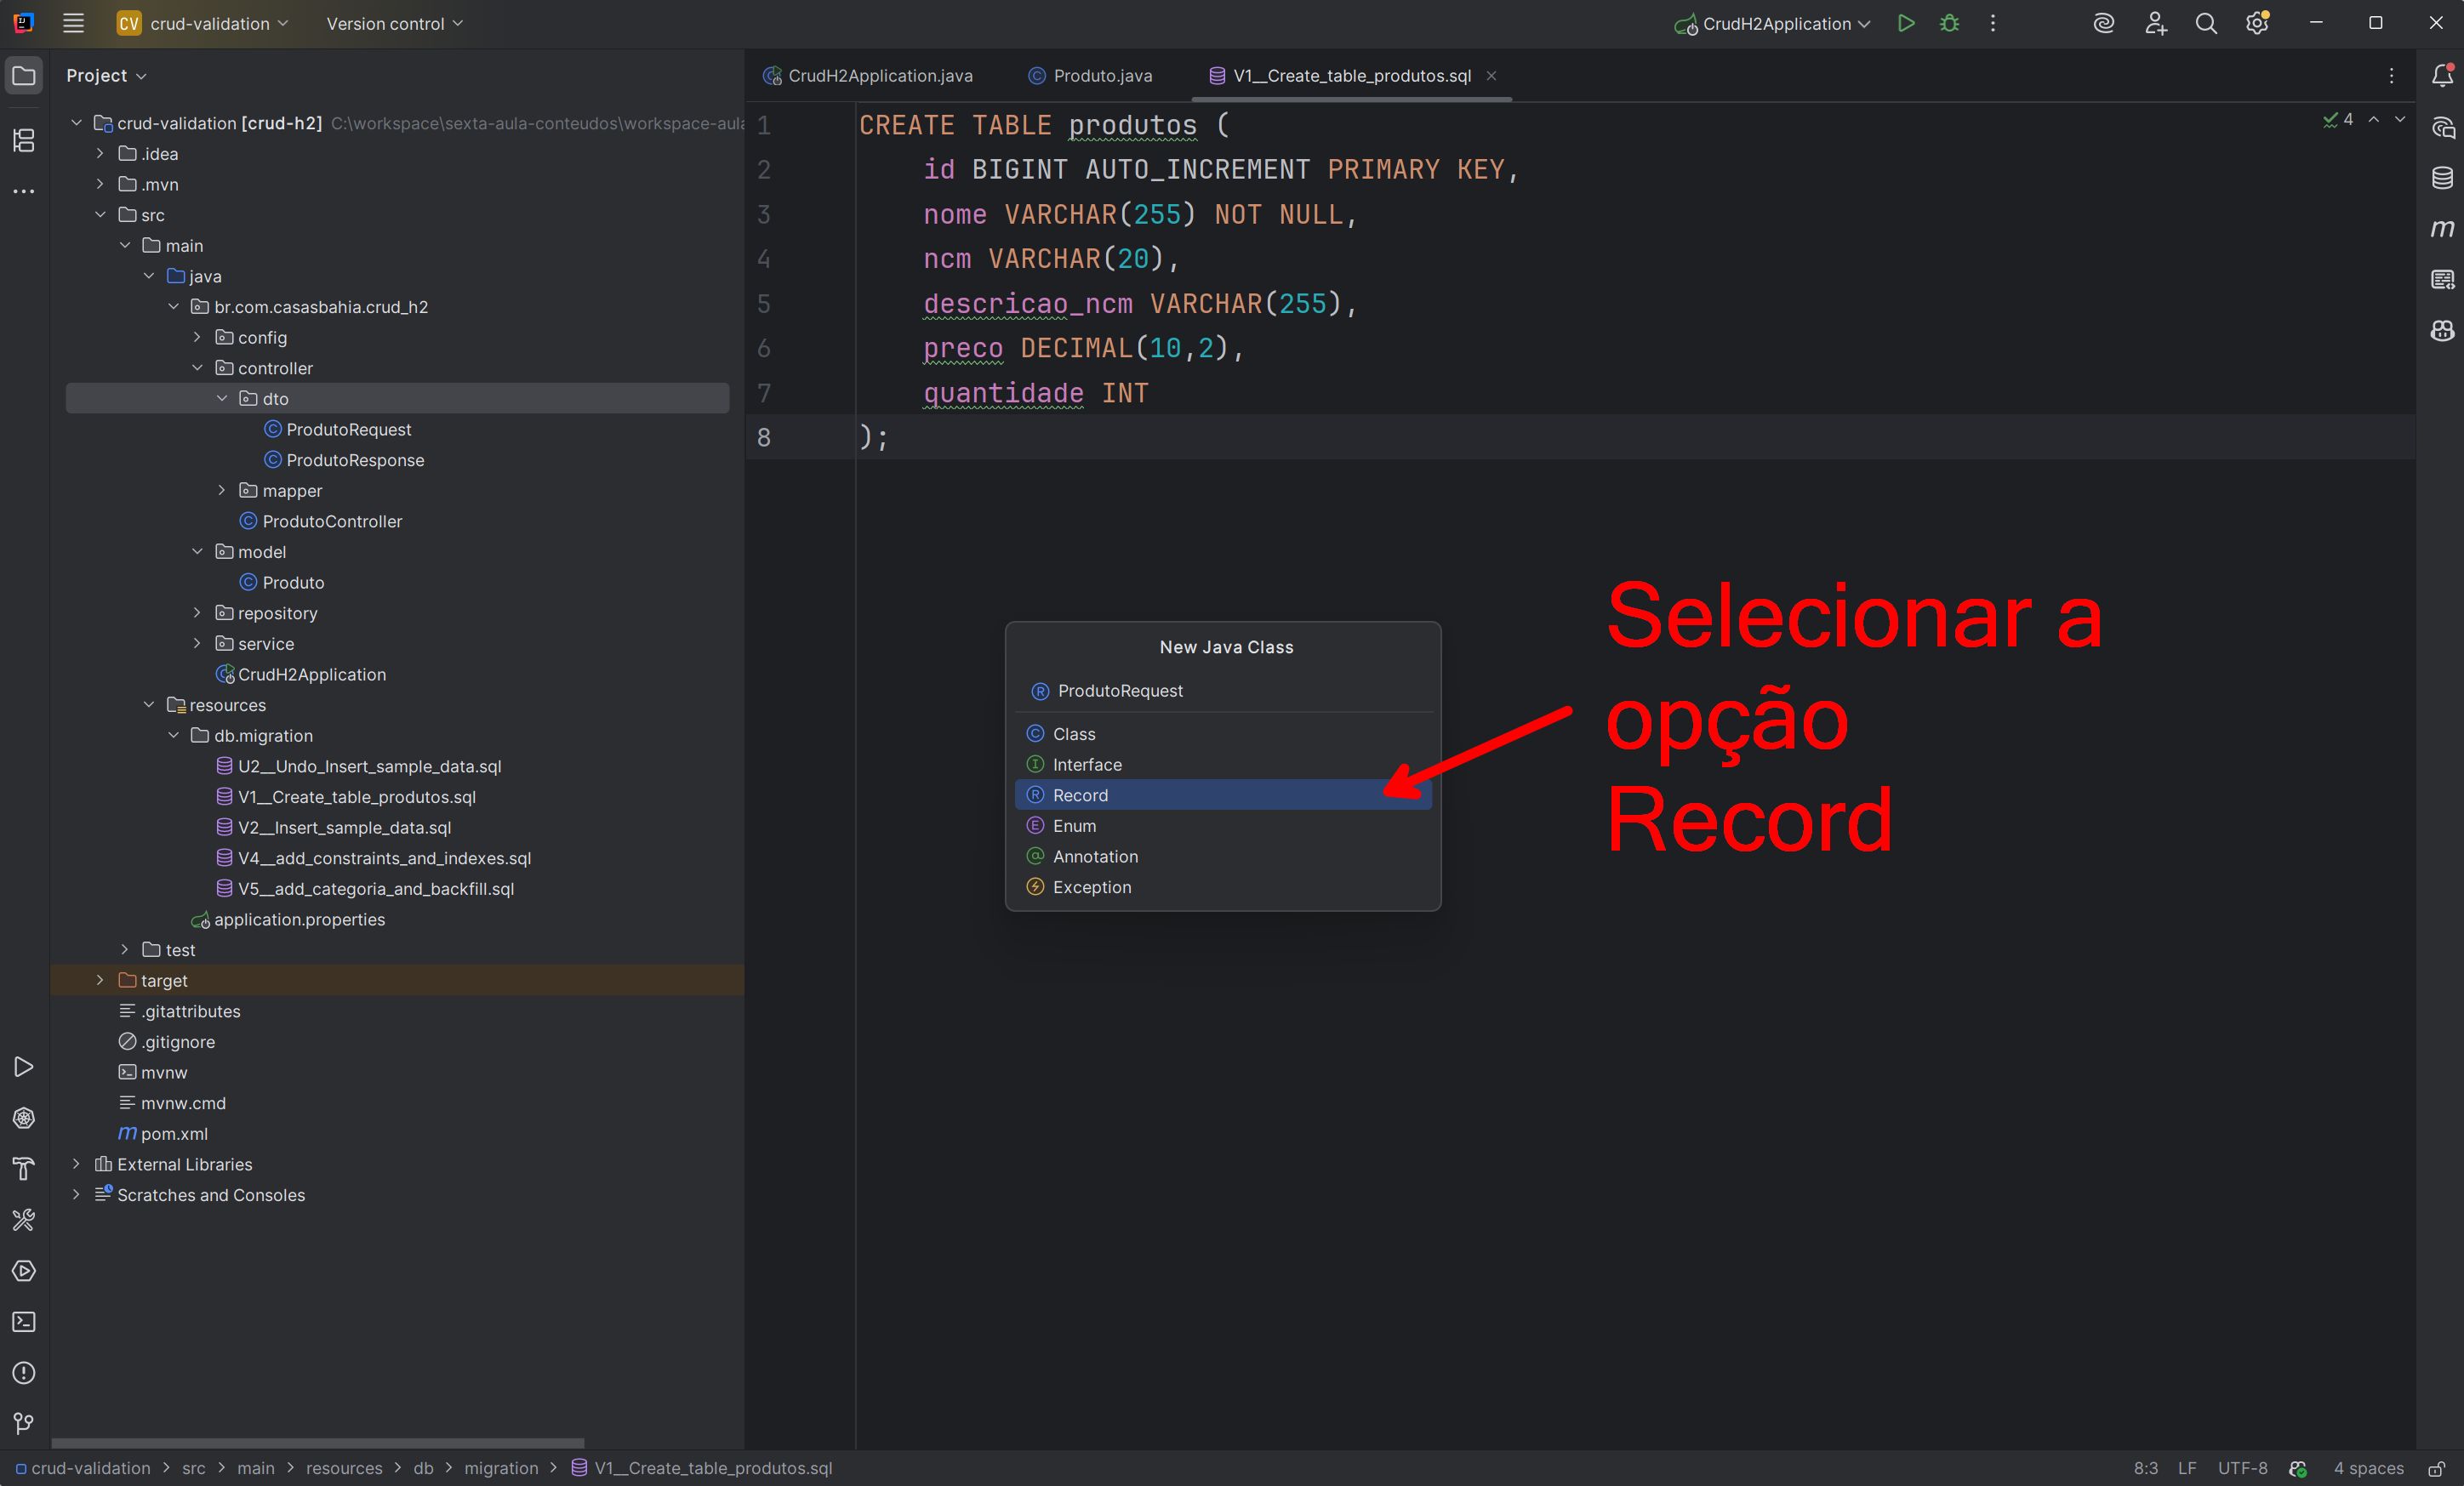 CV crud-validation Version control CrudH2Application
Project
CrudH2Application.java Produto.java V1__Create_table_produtos.sql
crud-validation [crud-h2] C:\workspace\sexta-aula-conteudos\workspace-aula
.idea
.mvn
src
main
java
br.com.casasbahia.crud_h2
config
controller
dto
ProdutoRequest
ProdutoResponse
mapper
ProdutoController
model
Produto
repository
service
CrudH2Application
resources
db.migration
U2__Undo_Insert_sample_data.sql
V1__Create_table_produtos.sql
V2__Insert_sample_data.sql
V4__add_constraints_and_indexes.sql
V5__add_categoria_and_backfill.sql
application.properties
test
target
.gitattributes
.gitignore
mvnw
mvnw.cmd
pom.xml
External Libraries
Scratches and Consoles
1 CREATE TABLE produtos (
2 id BIGINT AUTO_INCREMENT PRIMARY KEY,
3 nome VARCHAR(255) NOT NULL,
4 ncm VARCHAR(20),
5 descricao_ncm VARCHAR(255),
6 preco DECIMAL(10,2),
7 quantidade INT
8 );
4
New Java Class
ProdutoRequest
Class
Interface
Record
Enum
Annotation
Exception
Selecionar a
opção
Record
crud-validation > src > main > resources > db > migration > V1__Create_table_produtos.sql
8:3 LF UTF-8 4 spaces